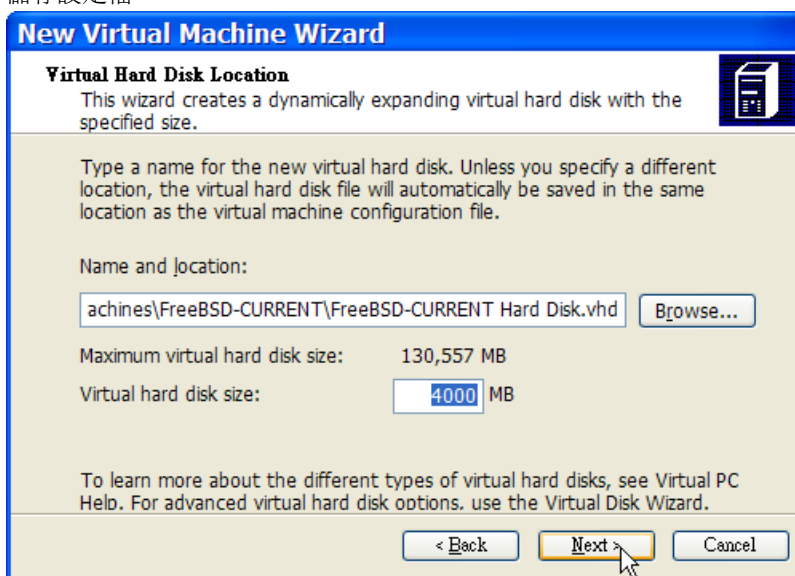 儲存設定檔
New Virtual Machine Wizard
Virtual Hard Disk Location
This wizard creates a dynamically expanding virtual hard disk with the
specified size.
Type a name for the new virtual hard disk. Unless you specify a different
location, the virtual hard disk file will automatically be saved in the same
location as the virtual machine configuration file.
Name and location:
achines\FreeBSD-CURRENT\FreeBSD-CURRENT Hard Disk.vhd Browse...
Maximum virtual hard disk size: 130,557 MB
Virtual hard disk size: 4000 MB
To learn more about the different types of virtual hard disks, see Virtual PC
Help. For advanced virtual hard disk options, use the Virtual Disk Wizard.
< Back Next > Cancel